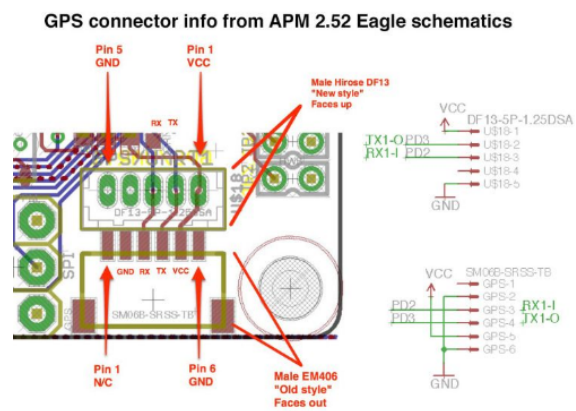 GPS connector info from APM 2.52 Eagle schematics
Pin 5
GND
Pin 1
VCC
RX TX
Male Hirose DF13
"New style"
Faces up
DF13-5P-1.25DSA
U$18
SPI
GND RX TX VCC
SM06B-SRSS-TB
GPS
Pin 1
N/C
Pin 6
GND
Male EM406
"Old style"
Faces out
VCC
DF13-5P-1,25DSA
U$18-1
TX1-O PD3 U$18-2
RX1-I PD2 U$18-3
U$18-4
U$18-5
GND
SM06B-SRSS-TB
VCC
GPS-1
GPS-2
PD2 GPS-3 RX1-I
PD3 GPS-4 TX1-O
GPS-5
GPS-6
GND